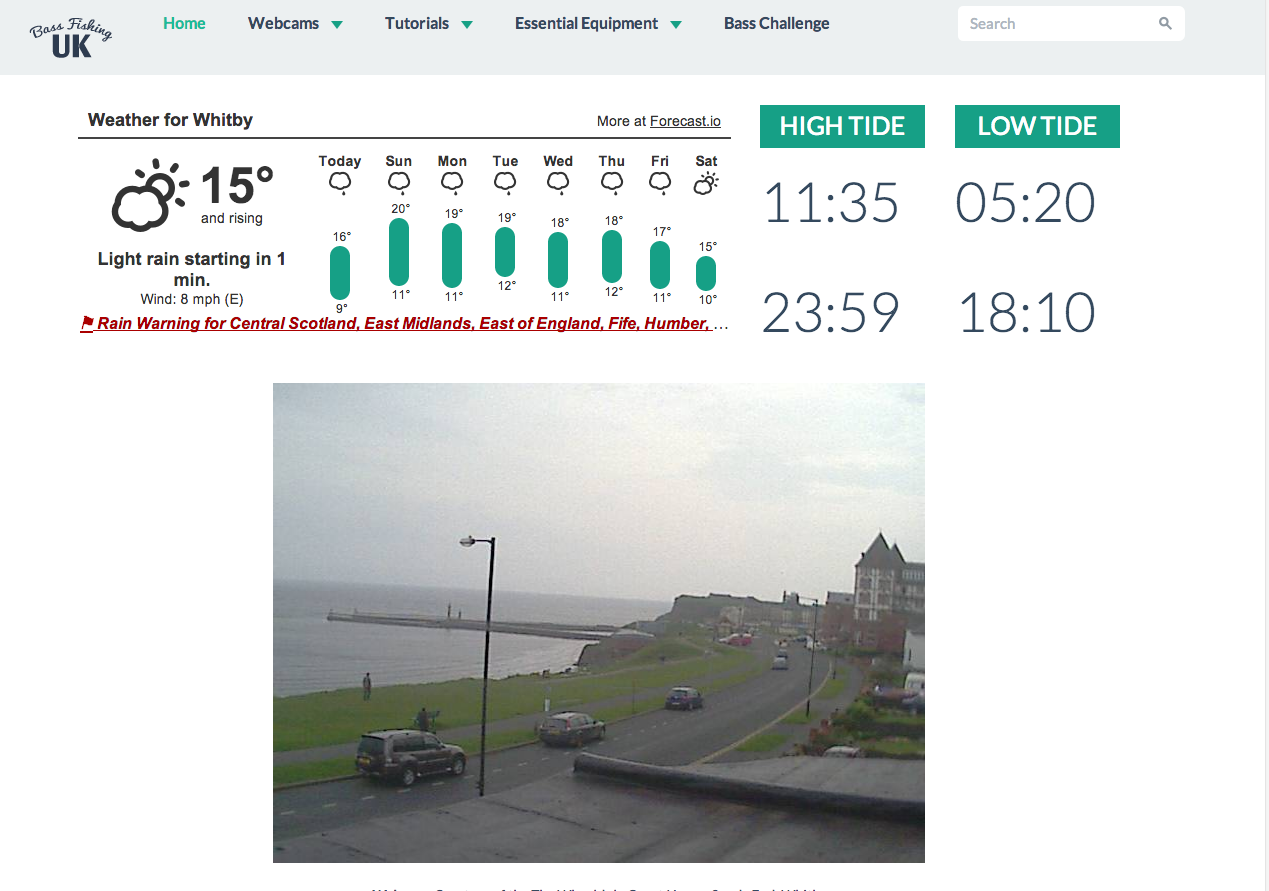 Bass Fishing
UK
Home
Webcams
Tutorials
Essential Equipment
Bass Challenge
Search
Weather for Whitby
More at Forecast.io
15°
and rising
Light rain starting in 1
min.
Wind: 8 mph (E)
Today Sun Mon Tue Wed Thu Fri Sat
16° 20° 19° 19° 18° 18° 17° 15°
9° 11° 11° 12° 11° 12° 11° 10°
Rain Warning for Central Scotland, East Midlands, East of England, Fife, Humber, ...
HIGH TIDE
LOW TIDE
11:35
05:20
23:59
18:10